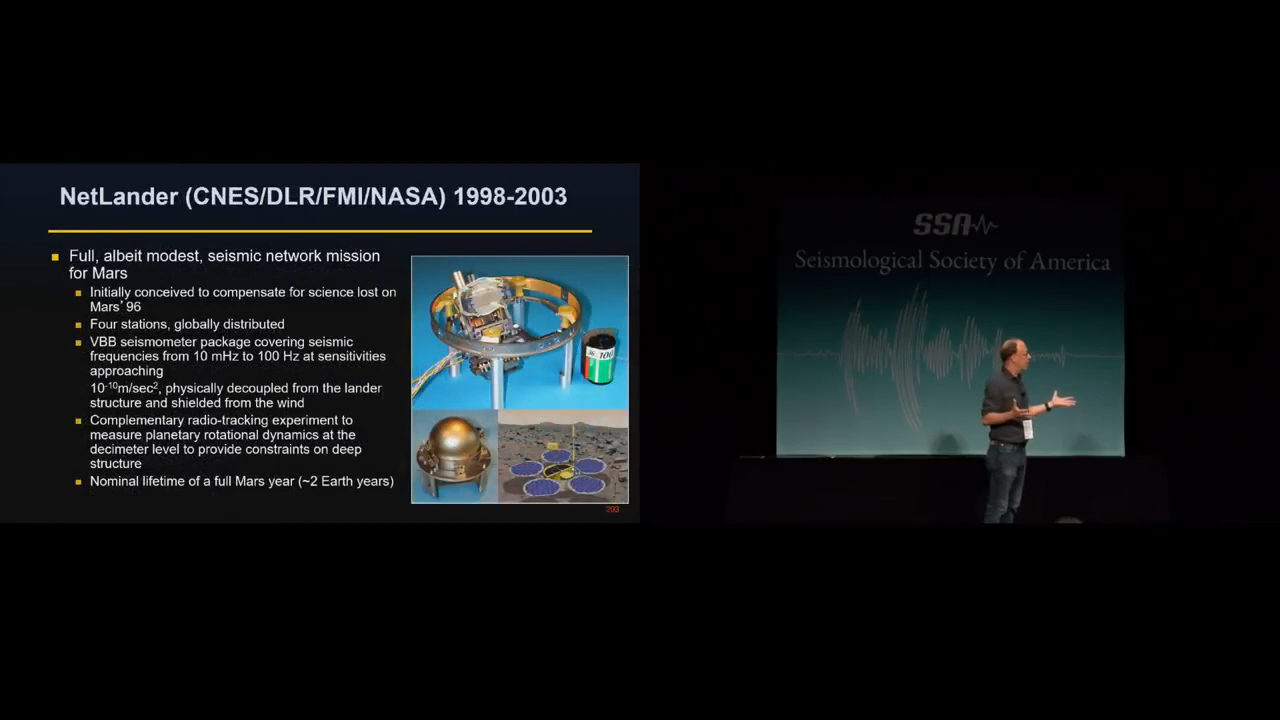 NetLander (CNES/DLR/FMI/NASA) 1998-2003
Full, albeit modest, seismic network mission
for Mars
Initially conceived to compensate for science lost on
Mars’96
Four stations, globally distributed
VBB seismometer package covering seismic
frequencies from 10 mHz to 100 Hz at sensitivities
approaching
10⁻¹⁰m/sec², physically decoupled from the lander
structure and shielded from the wind
Complementary radio-tracking experiment to
measure planetary rotational dynamics at the
decimeter level to provide constraints on deep
structure
Nominal lifetime of a full Mars year (~2 Earth years)
100
203
SSA
Seismological Society of America